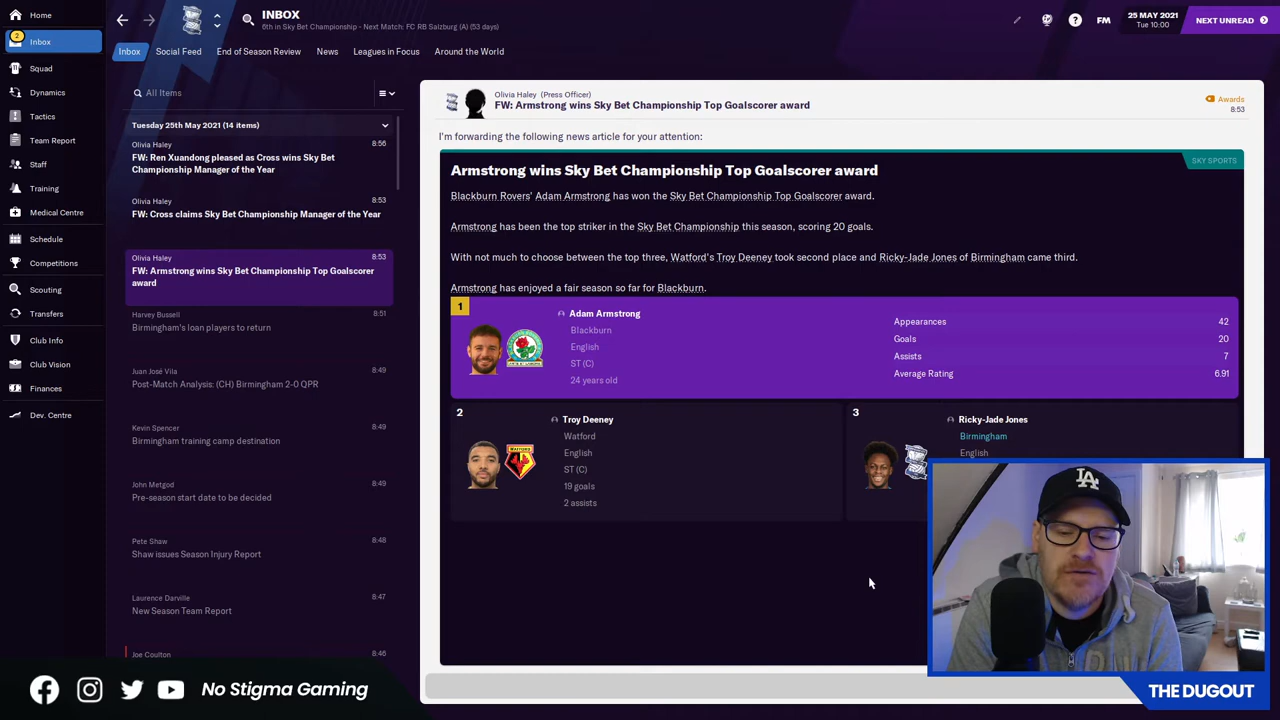 Home
INBOX
6th in Sky Bet Championship - Next Match: FC RB Salzburg (A) (53 days)
25 MAY 2021
Tue 10:00
FM
NEXT UNREAD
2
Inbox
Squad
Dynamics
Tactics
Team Report
Staff
Training
Medical Centre
Schedule
Competitions
Scouting
Transfers
Club Info
Club Vision
Finances
Dev. Centre
Inbox
Social Feed
End of Season Review
News
Leagues in Focus
Around the World
All Items
Tuesday 25th May 2021 (14 items)
Olivia Haley 8:56
FW: Ren Xuandong pleased as Cross wins Sky Bet
Championship Manager of the Year
Olivia Haley 8:53
FW: Cross claims Sky Bet Championship Manager of the Year
Olivia Haley 8:53
FW: Armstrong wins Sky Bet Championship Top Goalscorer
award
Harvey Bussell 8:51
Birmingham's loan players to return
Juan José Vila 8:49
Post-Match Analysis: (CH) Birmingham 2-0 QPR
Kevin Spencer 8:49
Birmingham training camp destination
John Metgod 8:49
Pre-season start date to be decided
Pete Shaw 8:48
Shaw issues Season Injury Report
Laurence Darville 8:47
New Season Team Report
Joe Coulton 8:46
Olivia Haley (Press Officer)
FW: Armstrong wins Sky Bet Championship Top Goalscorer award
Awards
8:53
I'm forwarding the following news article for your attention:
SKY SPORTS
Armstrong wins Sky Bet Championship Top Goalscorer award
Blackburn Rovers' Adam Armstrong has won the Sky Bet Championship Top Goalscorer award.
Armstrong has been the top striker in the Sky Bet Championship this season, scoring 20 goals.
With not much to choose between the top three, Watford's Troy Deeney took second place and Ricky-Jade Jones of Birmingham came third.
Armstrong has enjoyed a fair season so far for Blackburn.
1
Adam Armstrong
Blackburn
English
ST (C)
24 years old
Appearances 42
Goals 20
Assists 7
Average Rating 6.91
2
Troy Deeney
Watford
English
ST (C)
19 goals
2 assists
3
Ricky-Jade Jones
Birmingham
English
LA
No Stigma Gaming
THE DUGOUT